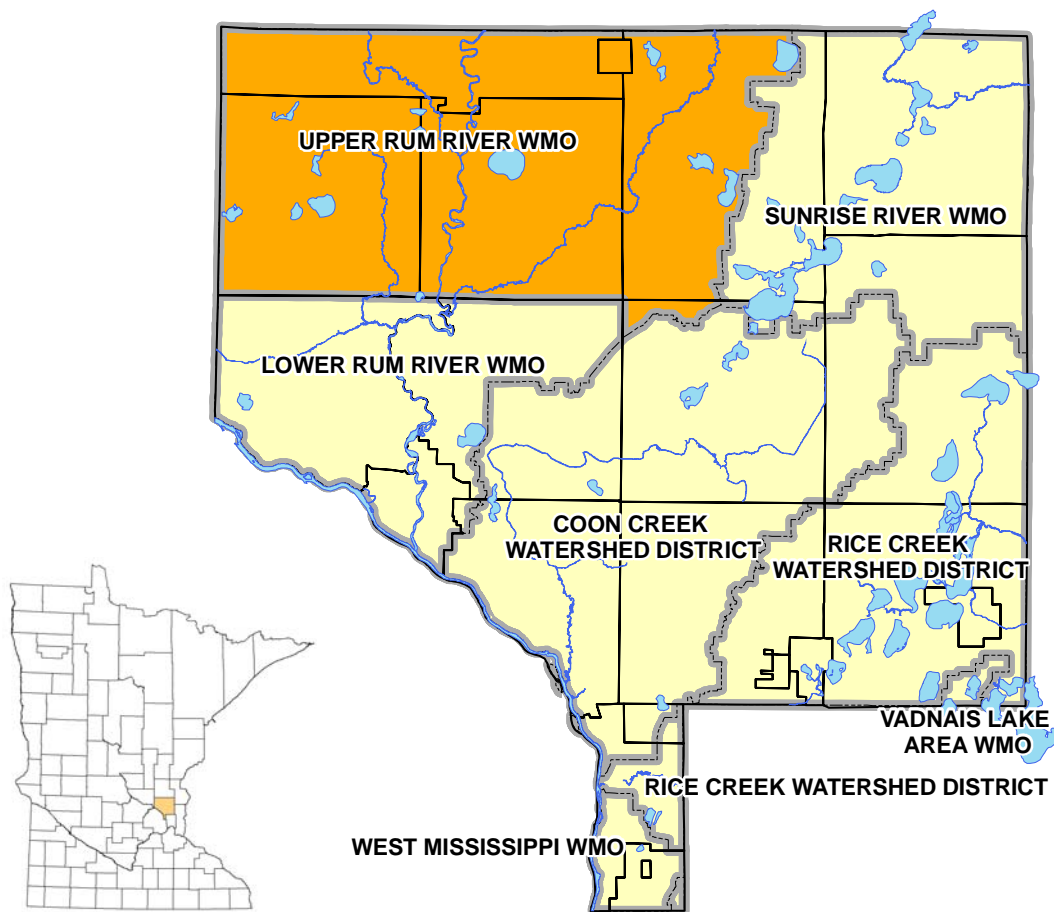 UPPER RUM RIVER WMO
SUNRISE RIVER WMO
LOWER RUM RIVER WMO
COON CREEK
WATERSHED DISTRICT
RICE CREEK
WATERSHED DISTRICT
VADNAIS LAKE
AREA WMO
RICE CREEK WATERSHED DISTRICT
WEST MISSISSIPPI WMO